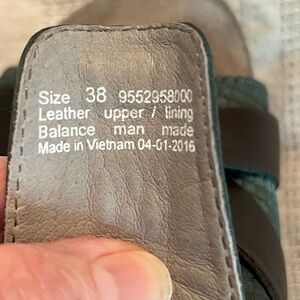 Size 38 9552958000
Leather upper / lining
Balance man made
Made in Vietnam 04-01-2016